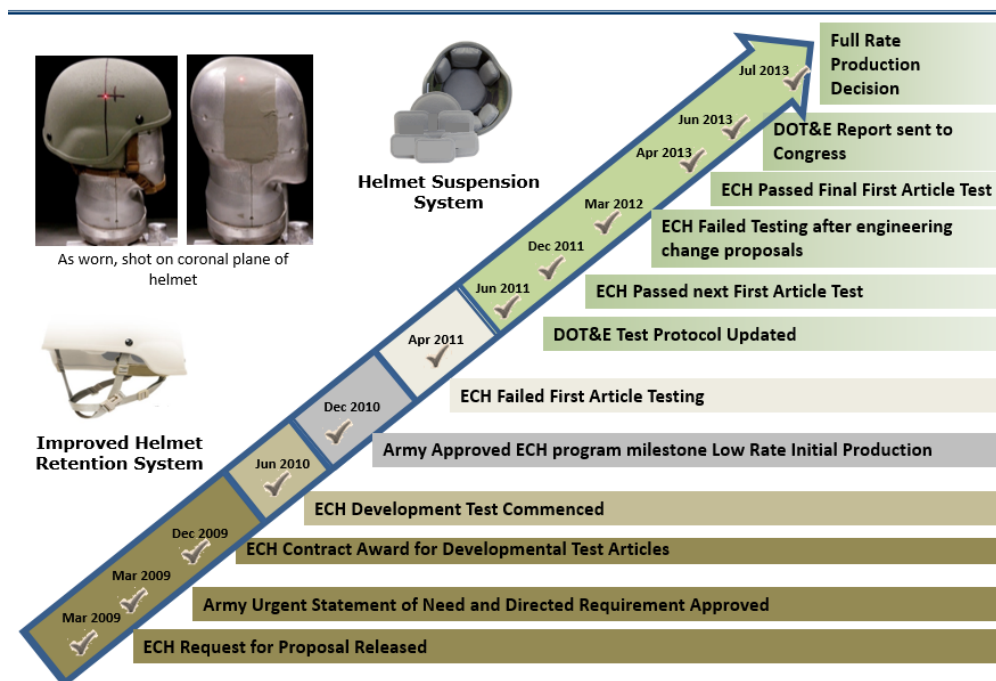 Full Rate
Production
Decision
Jul 2013
Jun 2013
DOT&E Report sent to
Congress
Helmet Suspension
System
Apr 2013
ECH Passed Final First Article Test
Mar 2012
ECH Failed Testing after engineering
change proposals
As worn, shot on coronal plane of
helmet
Dec 2011
Jun 2011
ECH Passed next First Article Test
DOT&E Test Protocol Updated
Apr 2011
ECH Failed First Article Testing
Dec 2010
Improved Helmet
Retention System
Army Approved ECH program milestone Low Rate Initial Production
Jun 2010
ECH Development Test Commenced
Dec 2009
ECH Contract Award for Developmental Test Articles
Mar 2009
Army Urgent Statement of Need and Directed Requirement Approved
Mar 2009
ECH Request for Proposal Released